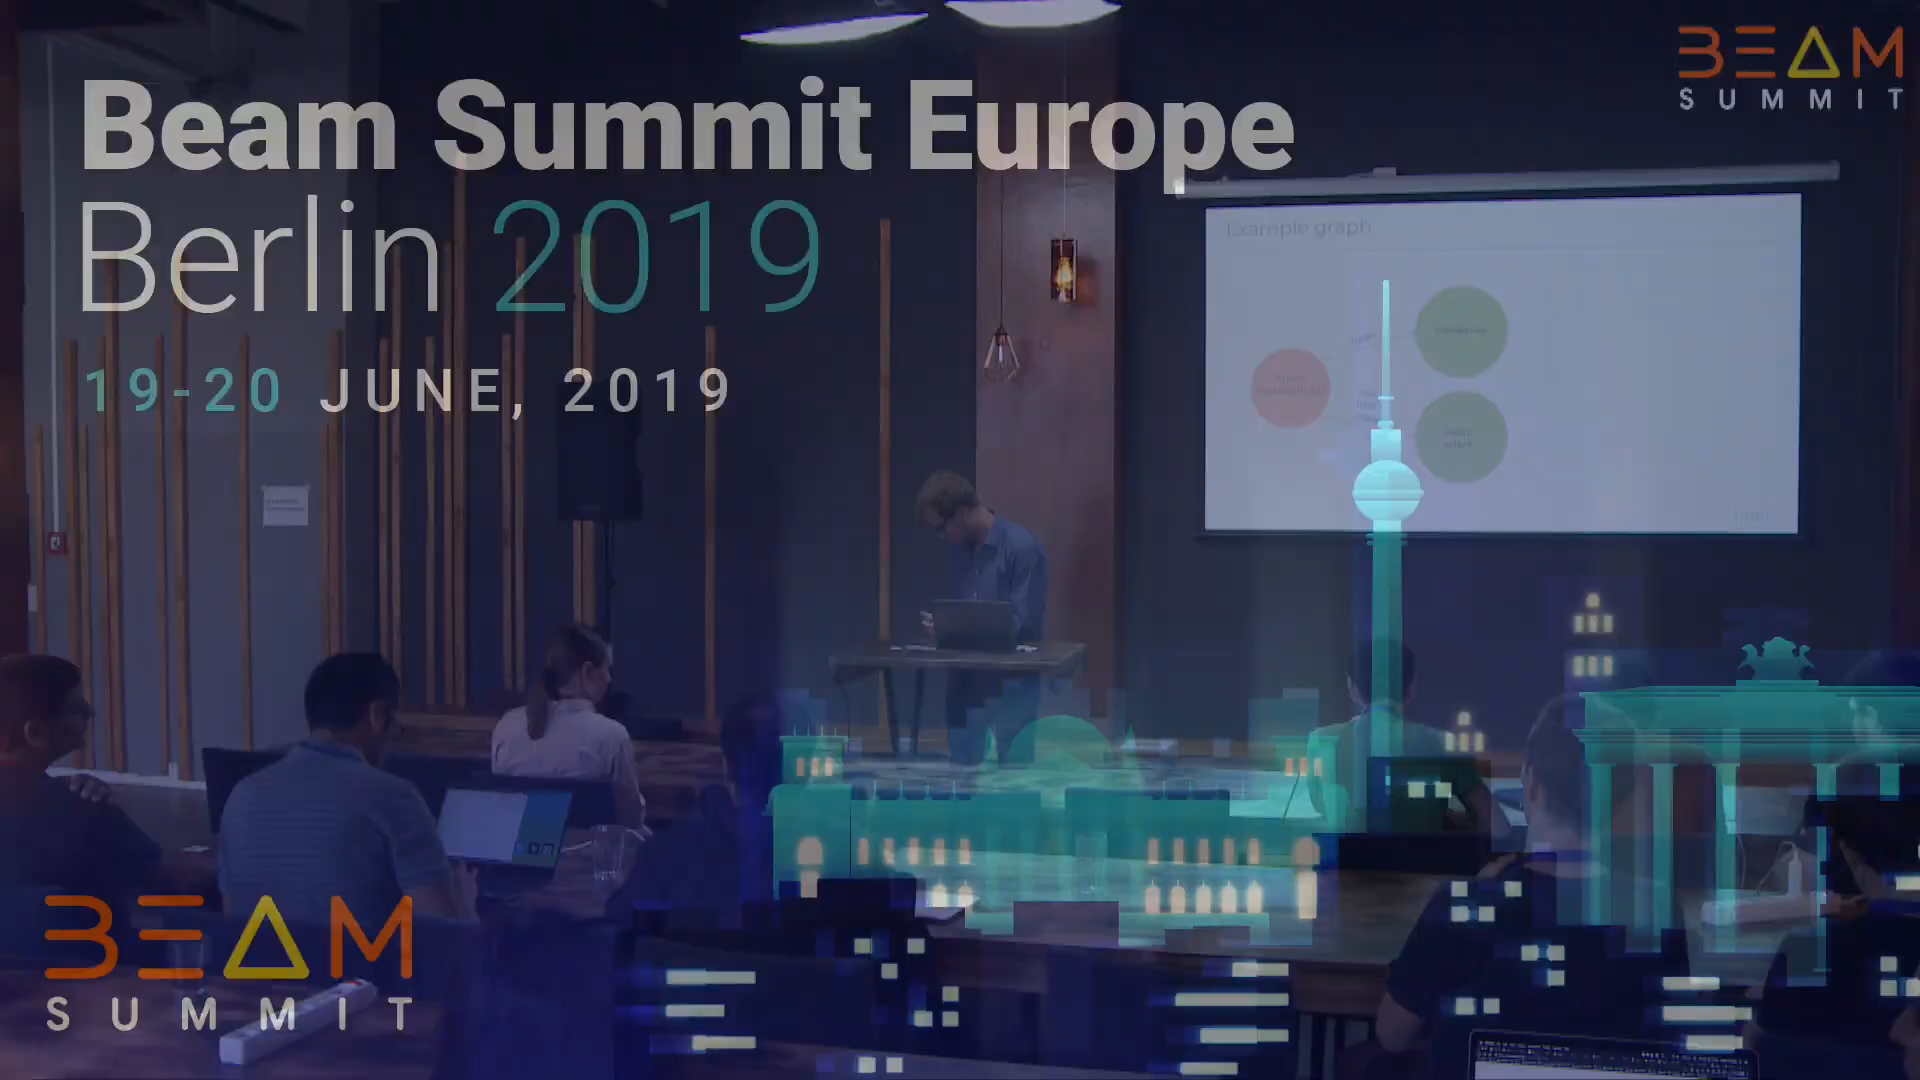 Beam Summit Europe
Berlin 2019
19-20 JUNE, 2019
BEAM
SUMMIT
Example graph
BEAM
SUMMIT